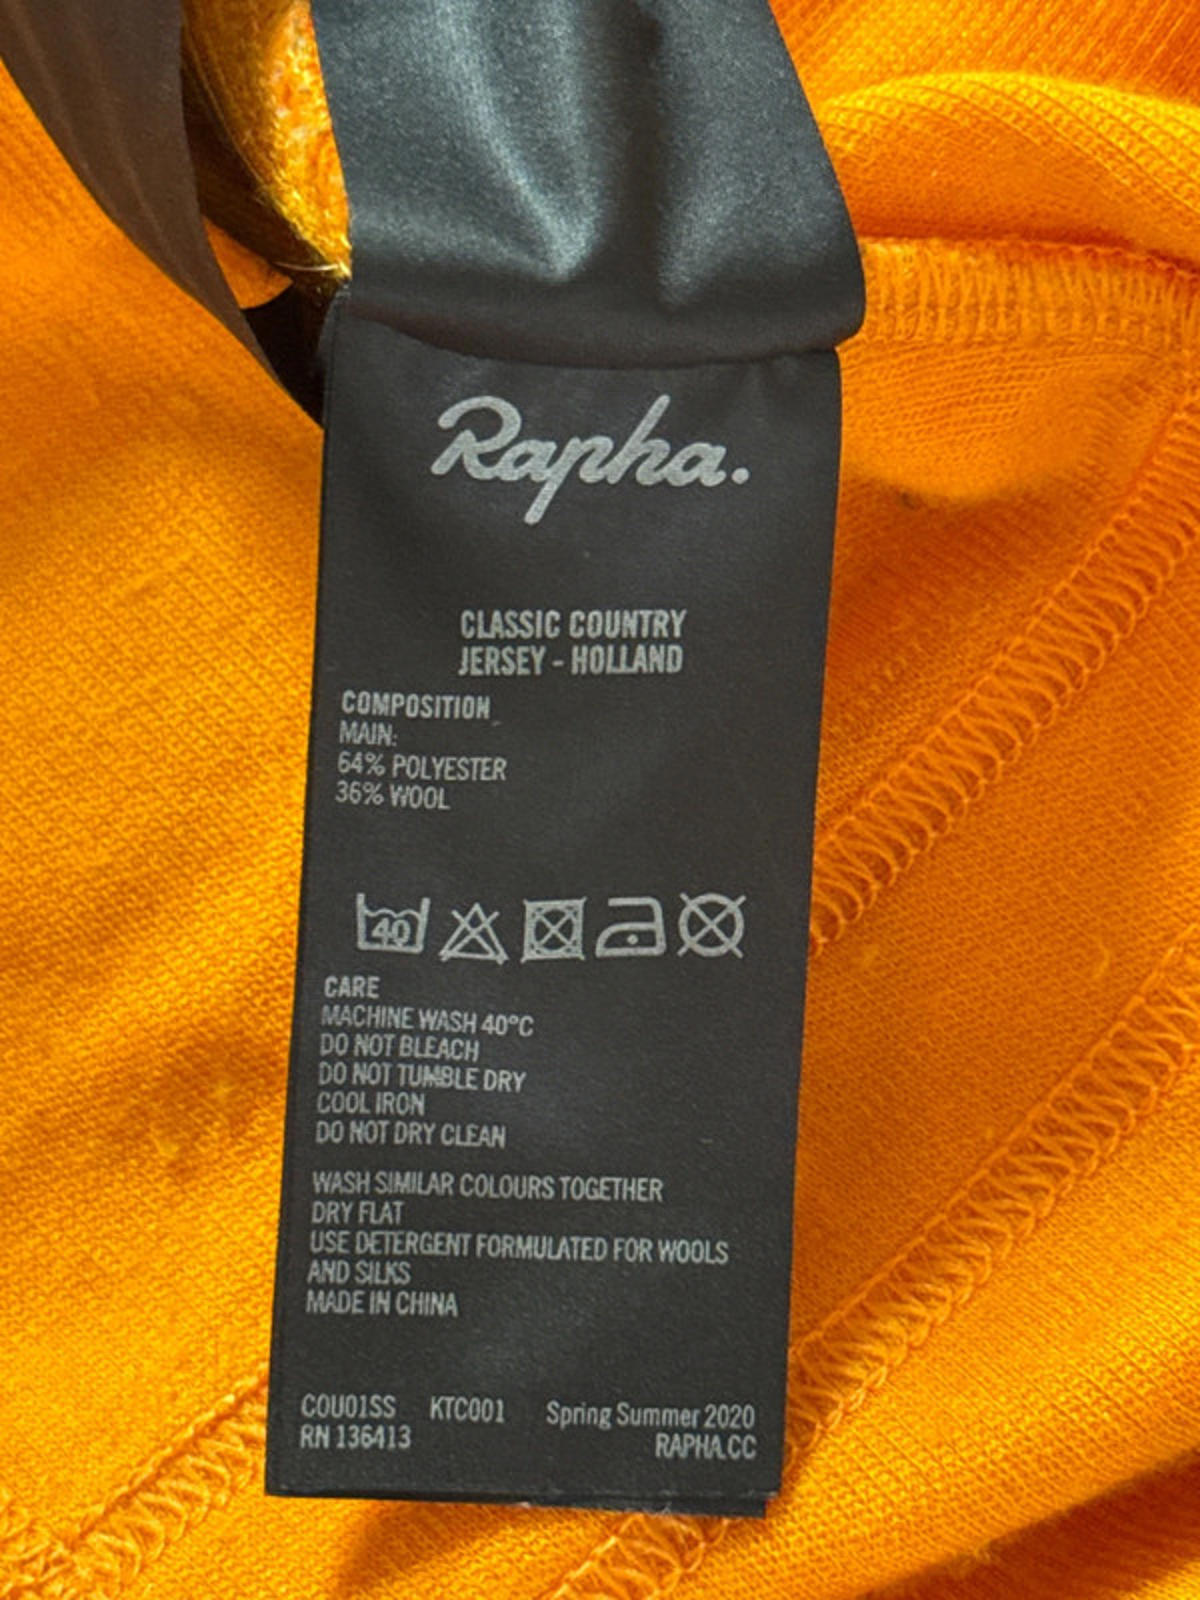 Rapha.
CLASSIC COUNTRY
JERSEY - HOLLAND
COMPOSITION
MAIN:
64% POLYESTER
36% WOOL
40
CARE
MACHINE WASH 40°C
DO NOT BLEACH
DO NOT TUMBLE DRY
COOL IRON
DO NOT DRY CLEAN
WASH SIMILAR COLOURS TOGETHER
DRY FLAT
USE DETERGENT FORMULATED FOR WOOLS
AND SILKS
MADE IN CHINA
COU01SS KTC001 Spring Summer 2020
RN 136413 RAPHA.CC